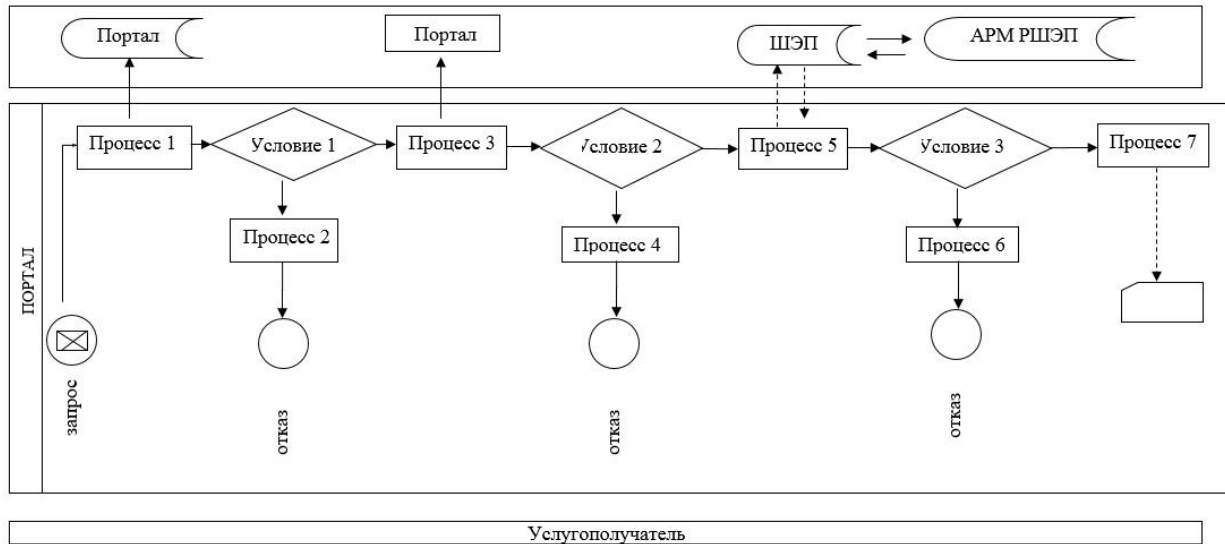 Портал
Портал
ШЭП
АРМ РШЭП
Процесс 1
Условие 1
Процесс 3
Условие 2
Процесс 5
Условие 3
Процесс 7
Процесс 2
Процесс 4
Процесс 6
ПОРТАЛ
запрос
отказ
отказ
отказ
Услугополучатель